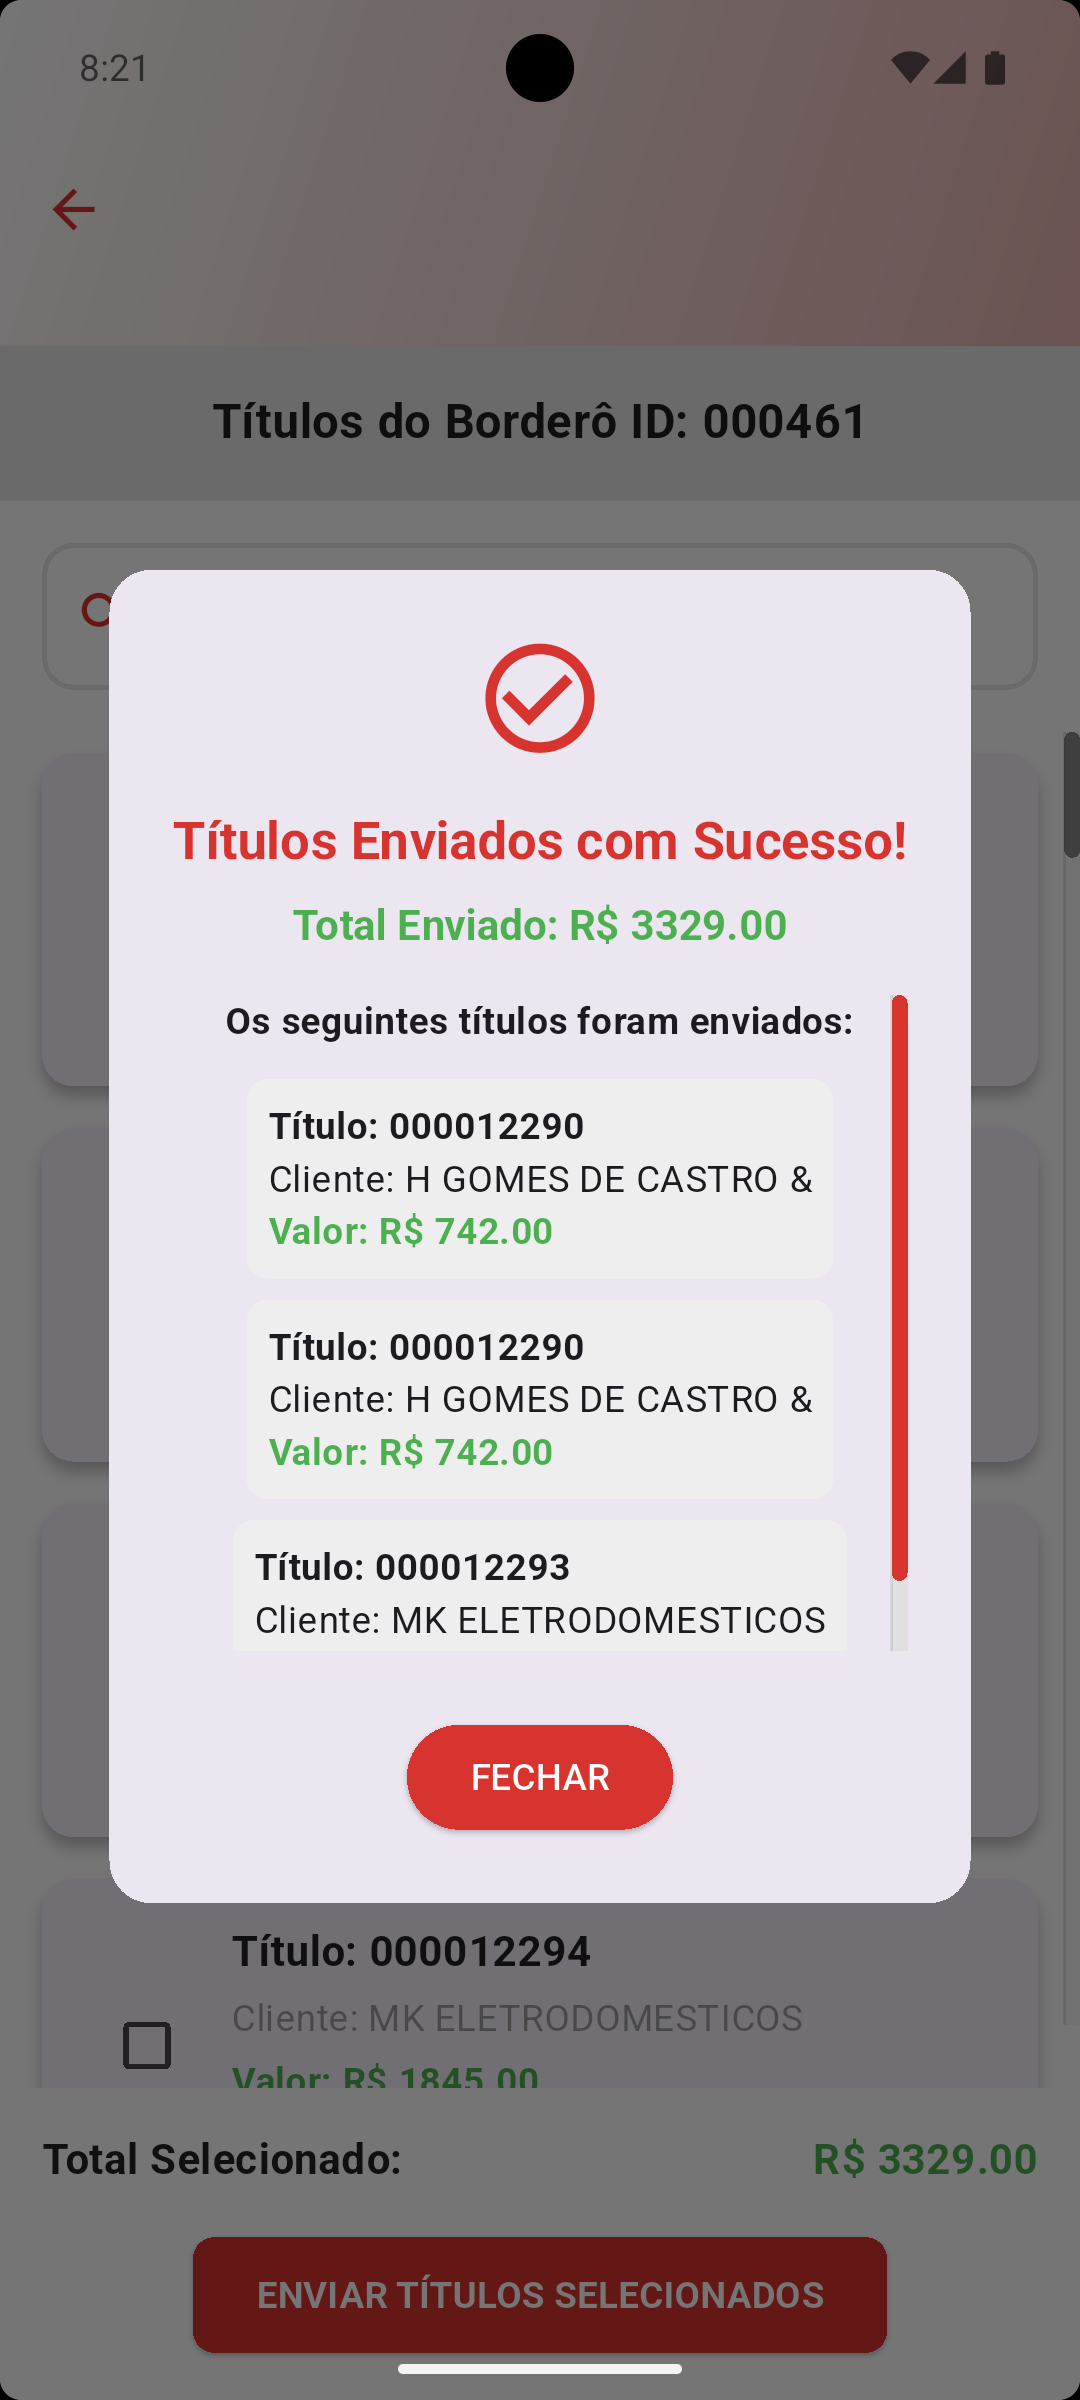 8:21
Títulos do Borderô ID: 000461
Títulos Enviados com Sucesso!
Total Enviado: R$ 3329.00
Os seguintes títulos foram enviados:
Título: 000012290
Cliente: H GOMES DE CASTRO &
Valor: R$ 742.00
Título: 000012290
Cliente: H GOMES DE CASTRO &
Valor: R$ 742.00
Título: 000012293
Cliente: MK ELETRODOMESTICOS
FECHAR
Título: 000012294
Cliente: MK ELETRODOMESTICOS
Valor: R$ 1845.00
Total Selecionado:
R$ 3329.00
ENVIAR TÍTULOS SELECIONADOS